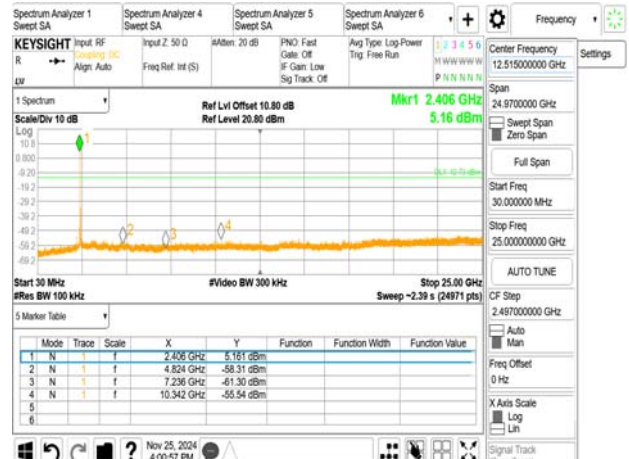 Spectrum Analyzer 1
Swept SA
Spectrum Analyzer 4
Swept SA
Spectrum Analyzer 5
Swept SA
Spectrum Analyzer 6
Swept SA
+
Frequency
KEYSIGHT
R
Input: RF
Coupling: DC
Align: Auto
Input Z: 50 Ω
Freq Ref: Int (S)
#Atten: 20 dB
PNO: Fast
Gate: Off
IF Gain: Low
Sig Track: Off
Avg Type: Log-Power
Trig: Free Run
1 2 3 4 5 6
M W W W W W
P N N N N N
1 Spectrum
Scale/Div 10 dB
Log
Ref Lvl Offset 10.80 dB
Ref Level 20.80 dBm
Mkr1 2.406 GHz
5.16 dBm
10.8
0.800
-9.20
-19.2
-29.2
-39.2
-49.2
-59.2
-69.2
1
2
3
4
Start 30 MHz
#Res BW 100 kHz
#Video BW 300 kHz
Stop 25.00 GHz
Sweep ~2.39 s (24971 pts)
5 Marker Table
Mode Trace Scale X Y Function Function Width Function Value
1 N 1 f 2.406 GHz 5.161 dBm
2 N 1 f 4.824 GHz -58.31 dBm
3 N 1 f 7.236 GHz -61.30 dBm
4 N 1 f 10.342 GHz -55.54 dBm
5
6
?
Nov 25, 2024
4:00:57 PM
Center Frequency
12.515000000 GHz
Settings
Span
24.9700000 GHz
Swept Span
Zero Span
Full Span
Start Freq
30.000000 MHz
Stop Freq
25.000000000 GHz
AUTO TUNE
CF Step
2.497000000 GHz
Auto
Man
Freq Offset
0 Hz
X Axis Scale
Log
Lin
Signal Track